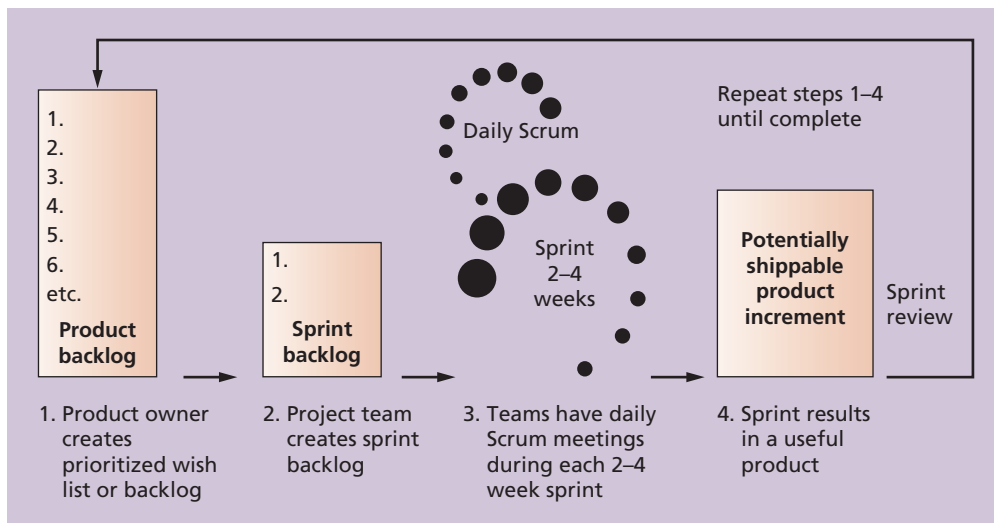 1.
2.
3.
4.
5.
6.
etc.
Product
backlog
1.
2.
Sprint
backlog
Daily Scrum
Sprint
2–4
weeks
Repeat steps 1–4
until complete
Potentially
shippable
product
increment
Sprint
review
1. Product owner
creates
prioritized wish
list or backlog
2. Project team
creates sprint
backlog
3. Teams have daily
Scrum meetings
during each 2–4
week sprint
4. Sprint results
in a useful
product